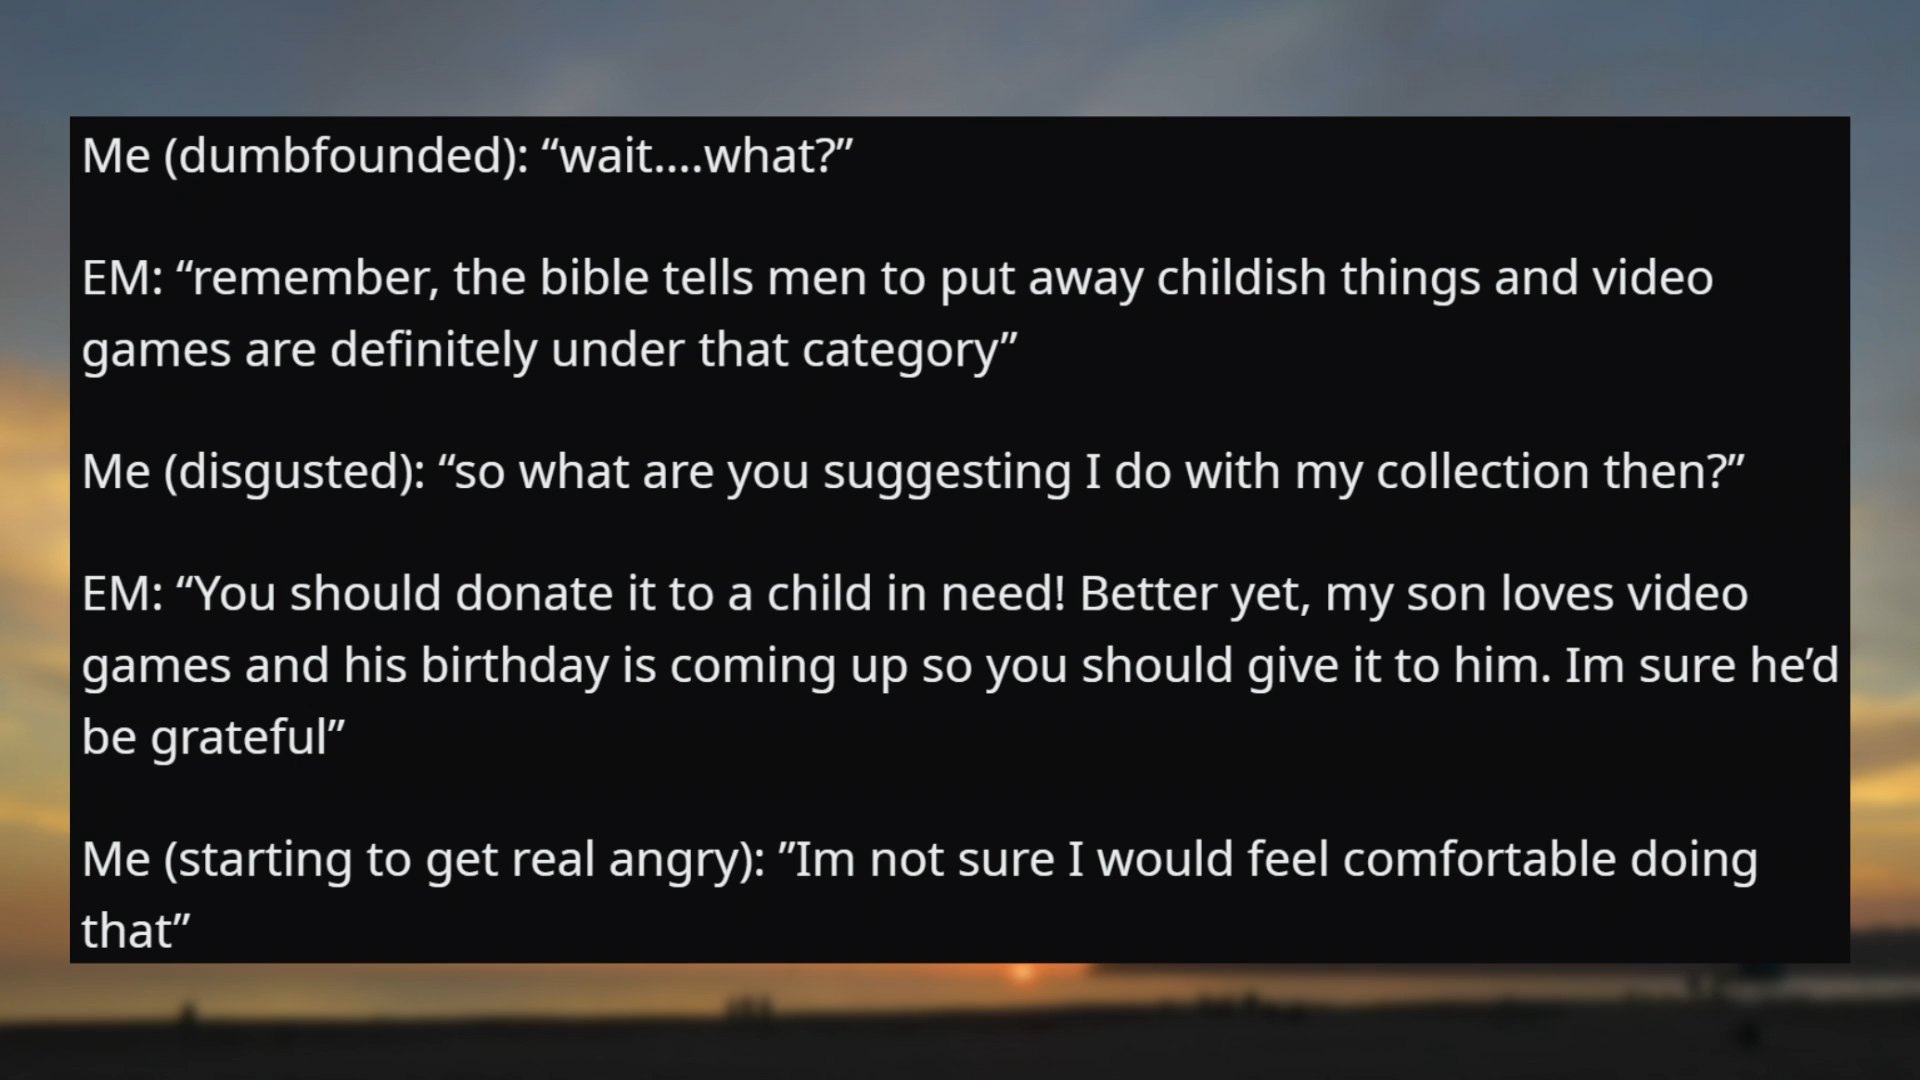 Me (dumbfounded): “wait....what?”
EM: “remember, the bible tells men to put away childish things and video
games are definitely under that category”
Me (disgusted): “so what are you suggesting I do with my collection then?”
EM: “You should donate it to a child in need! Better yet, my son loves video
games and his birthday is coming up so you should give it to him. Im sure he’d
be grateful”
Me (starting to get real angry): ”Im not sure I would feel comfortable doing
that”